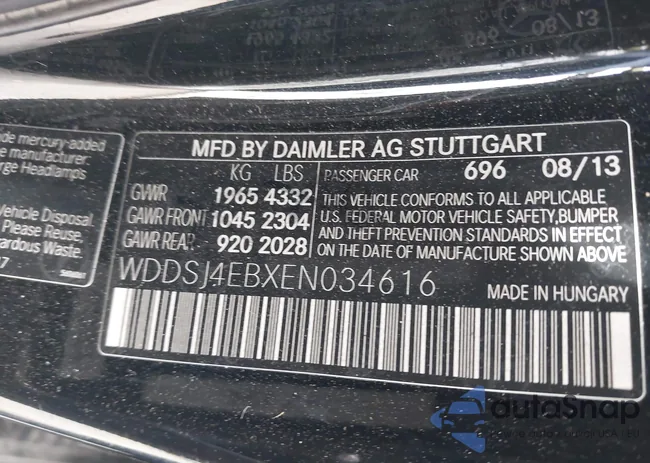 de mercury-added
e manufacturer:
rge Headlamps
Vehicle Disposal
Please Reuse,
ardous Waste.
MFD BY DAIMLER AG STUTTGART
KG LBS PASSENGER CAR 696 08/13
GVWR 1965 4332
GAWR FRONT 1045 2304
GAWR REAR 920 2028
THIS VEHICLE CONFORMS TO ALL APPLICABLE
U.S. FEDERAL MOTOR VEHICLE SAFETY,BUMPER
AND THEFT PREVENTION STANDARDS IN EFFECT
ON THE DATE OF MANUFACTURE SHOWN ABOVE
WDDSJ4EBXEN034616
MADE IN HUNGARY
autaSnap